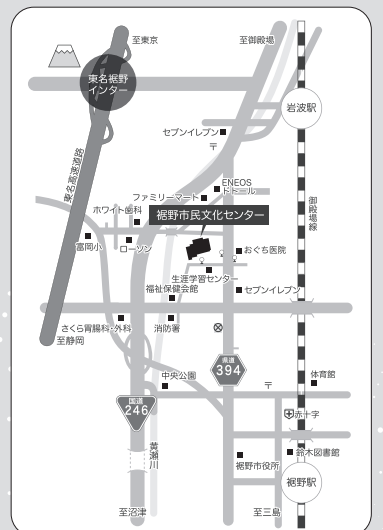 至東京
至御殿場
東名裾野
インター
岩波駅
セブンイレブン
〒
ENEOS
ドトール
ファミリーマート
東名高速道路
御殿場線
ホワイト歯科
裾野市民文化センター
富岡小
ローソン
おぐち医院
生涯学習センター
福祉保健会館
セブンイレブン
さくら胃腸科・外科
消防署
至静岡
県道
394
中央公園
〒
体育館
国道
246
赤十字
黄瀬川
裾野市役所
鈴木図書館
裾野駅
至沼津
至三島